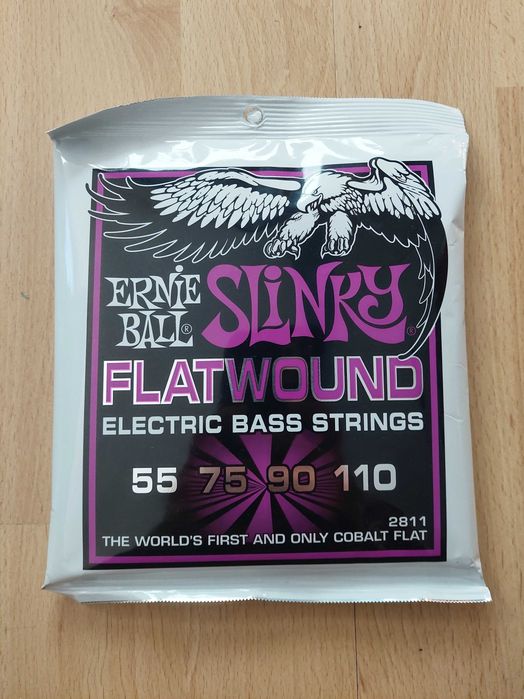 ERNiE BALL® SLiNKY®
FLATWOUND
ELECTRIC BASS STRINGS
55 75 90 110
2811
THE WORLD'S FIRST AND ONLY COBALT FLAT